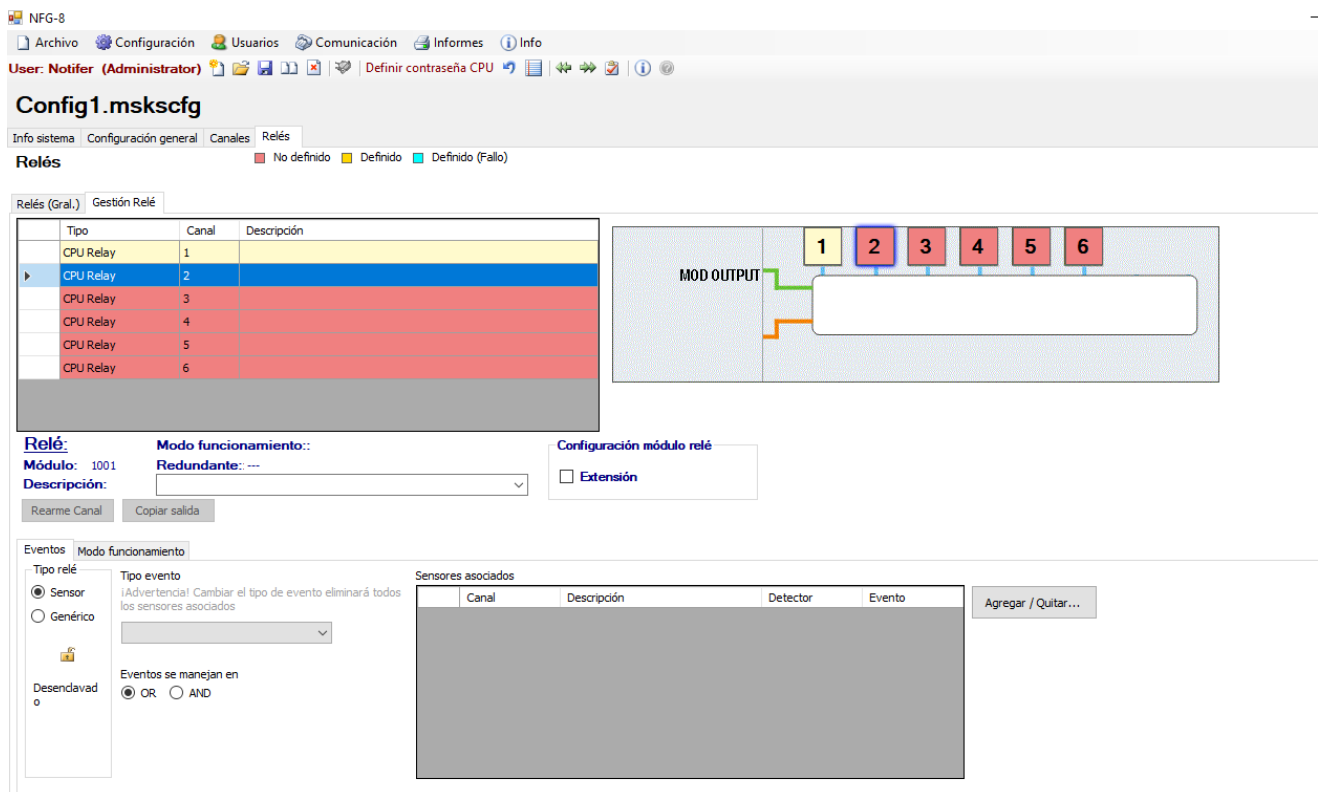 NFG-8
Archivo Configuración Usuarios Comunicación Informes Info
User: Notifer (Administrator) Definir contraseña CPU
Config1.mskscfg
Info sistema Configuración general Canales Relés
Relés
No definido Definido Definido (Fallo)
Relés (Gral.) Gestión Relé
Tipo Canal Descripción
CPU Relay 1
CPU Relay 2
CPU Relay 3
CPU Relay 4
CPU Relay 5
CPU Relay 6
1 2 3 4 5 6
MOD OUTPUT
Relé: Modo funcionamiento::
Módulo: 1001 Redundante:: ---
Descripción:
Configuración módulo relé
Extensión
Rearme Canal Copiar salida
Eventos Modo funcionamiento
Tipo relé
Sensor
Genérico
Desenclavad
o
Tipo evento
¡Advertencia! Cambiar el tipo de evento eliminará todos
los sensores asociados
Eventos se manejan en
OR AND
Sensores asociados
Canal Descripción Detector Evento
Agregar / Quitar...